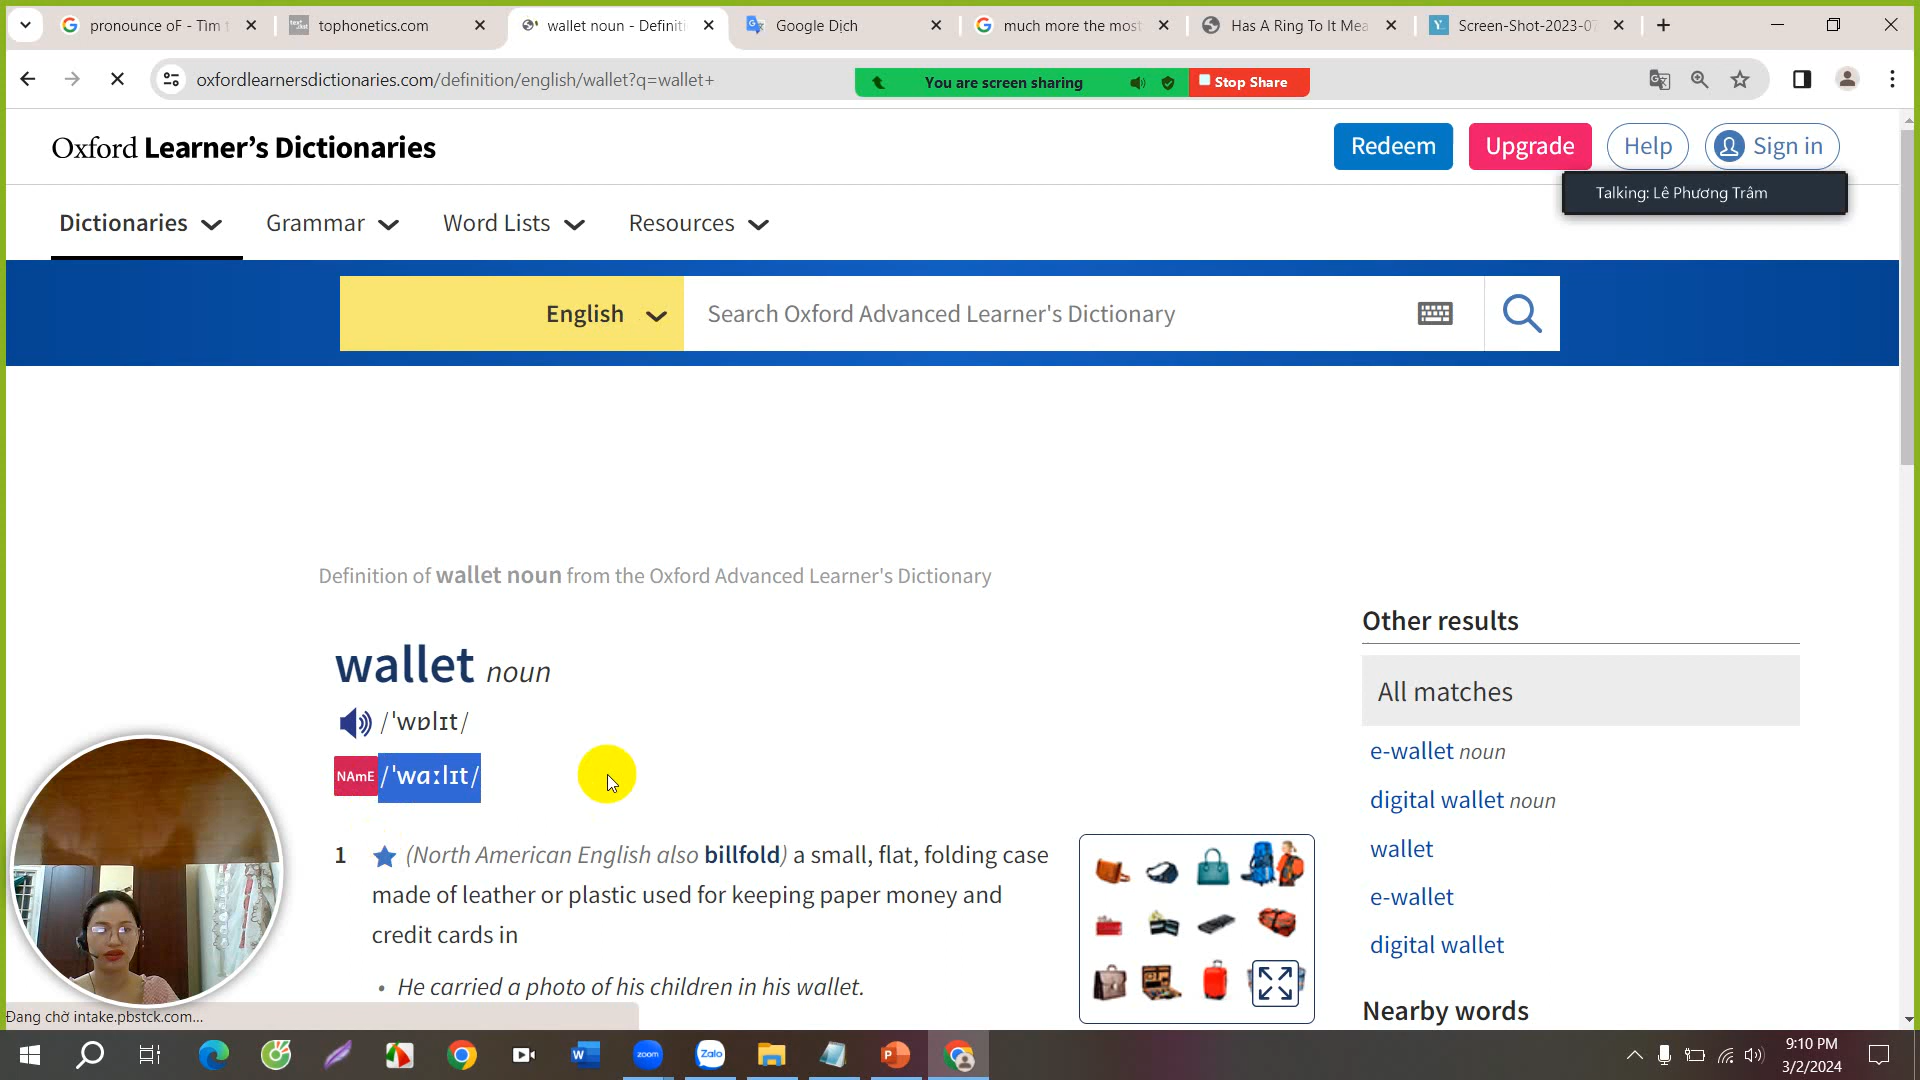 pronounce oF - Tìm
tophonetics.com
wallet noun - Definiti
Google Dịch
much more the most
Has A Ring To It Mea
Screen-Shot-2023-07
oxfordlearnersdictionaries.com/definition/english/wallet?q=wallet+
You are screen sharing
Stop Share
Oxford Learner's Dictionaries
Redeem
Upgrade
Help
Sign in
Talking: Lê Phương Trâm
Dictionaries
Grammar
Word Lists
Resources
English
Search Oxford Advanced Learner's Dictionary
Definition of wallet noun from the Oxford Advanced Learner's Dictionary
wallet noun
/ˈwɒlɪt/
NAmE /ˈwɑːlɪt/
1 (North American English also billfold) a small, flat, folding case
made of leather or plastic used for keeping paper money and
credit cards in
• He carried a photo of his children in his wallet.
Other results
All matches
e-wallet noun
digital wallet noun
wallet
e-wallet
digital wallet
Nearby words
Đang chờ intake.pbstck.com...
zoom
Zalo
9:10 PM
3/2/2024